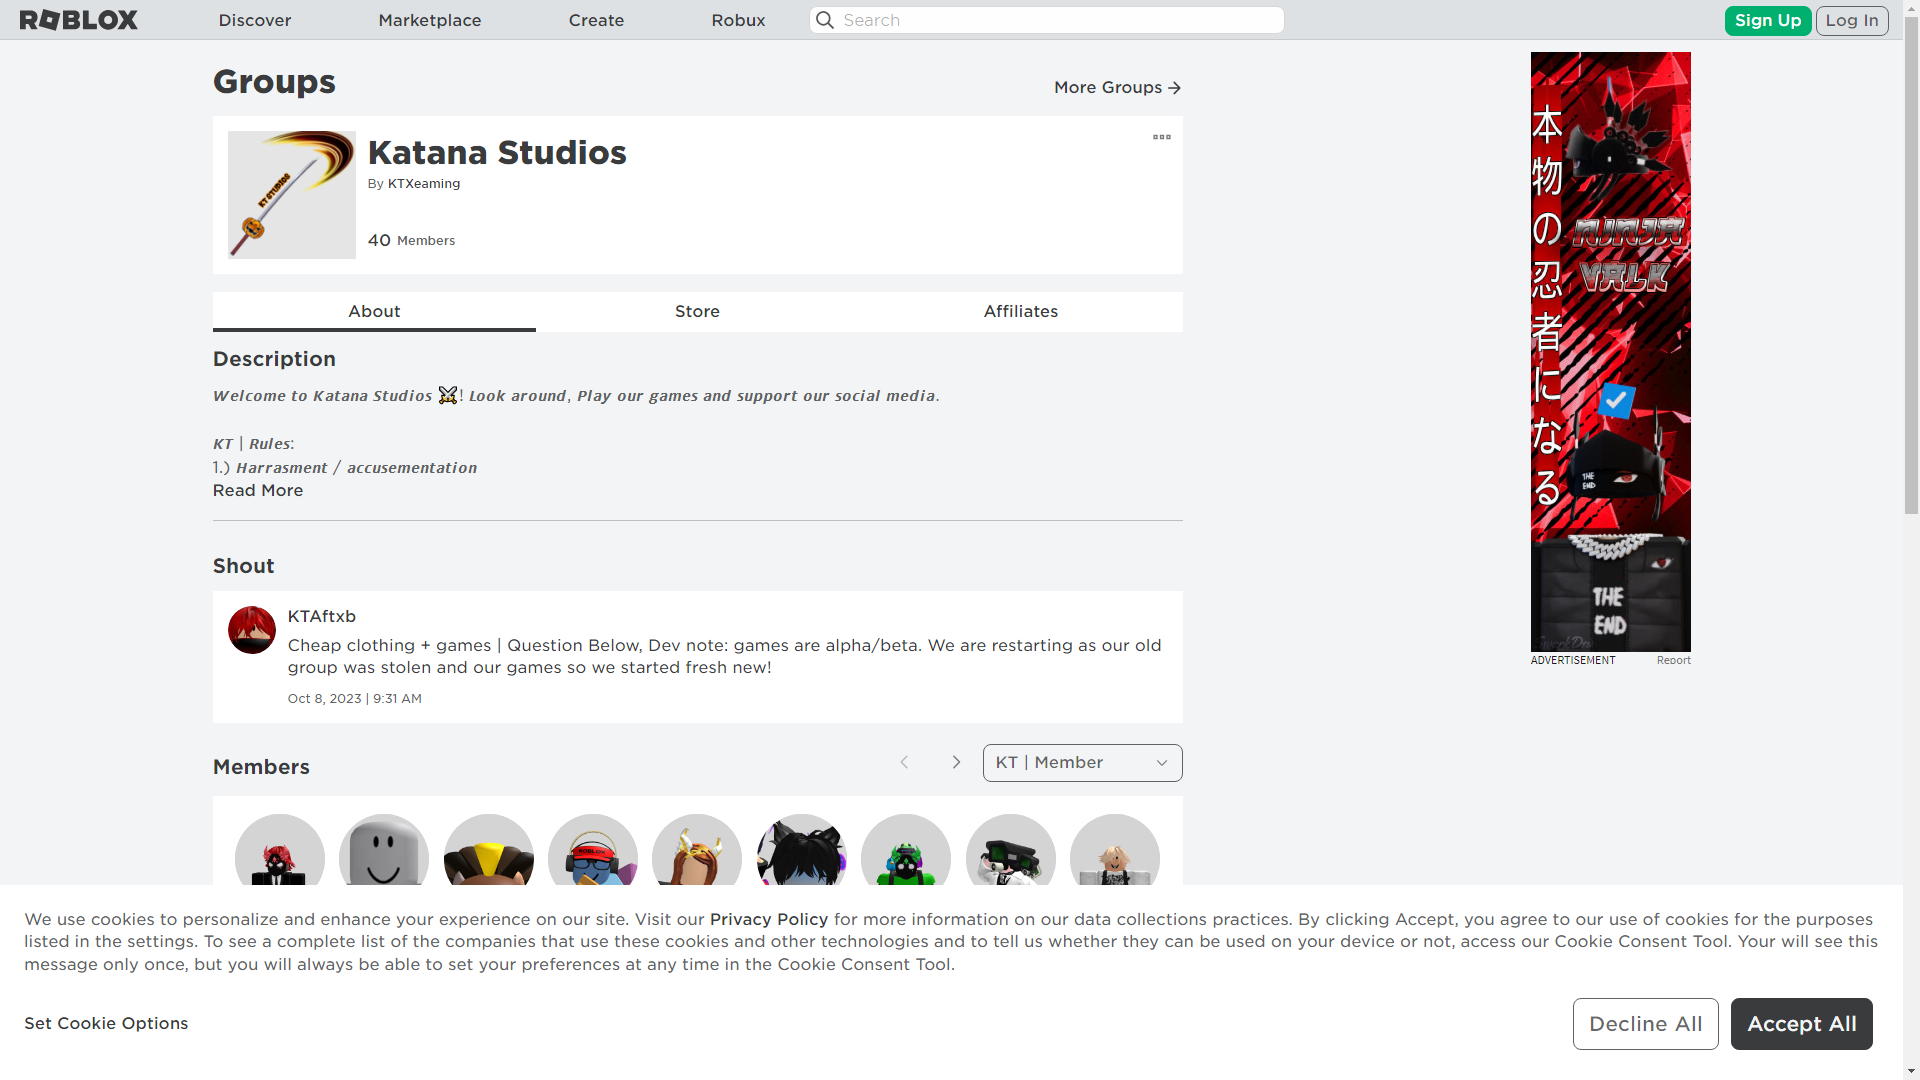 ROBLOX
Discover
Marketplace
Create
Robux
Search
Sign Up
Log In
Groups
More Groups
KT STUDIOS
Katana Studios
By KTXeaming
40 Members
About
Store
Affiliates
Description
Welcome to Katana Studios ⚔! Look around, Play our games and support our social media.
KT | Rules:
1.) Harrasment / accusementation
Read More
Shout
KTAftxb
Cheap clothing + games | Question Below, Dev note: games are alpha/beta. We are restarting as our old
group was stolen and our games so we started fresh new!
Oct 8, 2023 | 9:31 AM
Members
KT | Member
ROBLOX
本物の忍者になる
NINJA
VALK
THE
END
THE
END
ADVERTISEMENT
Report
We use cookies to personalize and enhance your experience on our site. Visit our Privacy Policy for more information on our data collections practices. By clicking Accept, you agree to our use of cookies for the purposes
listed in the settings. To see a complete list of the companies that use these cookies and other technologies and to tell us whether they can be used on your device or not, access our Cookie Consent Tool. Your will see this
message only once, but you will always be able to set your preferences at any time in the Cookie Consent Tool.
Set Cookie Options
Decline All
Accept All